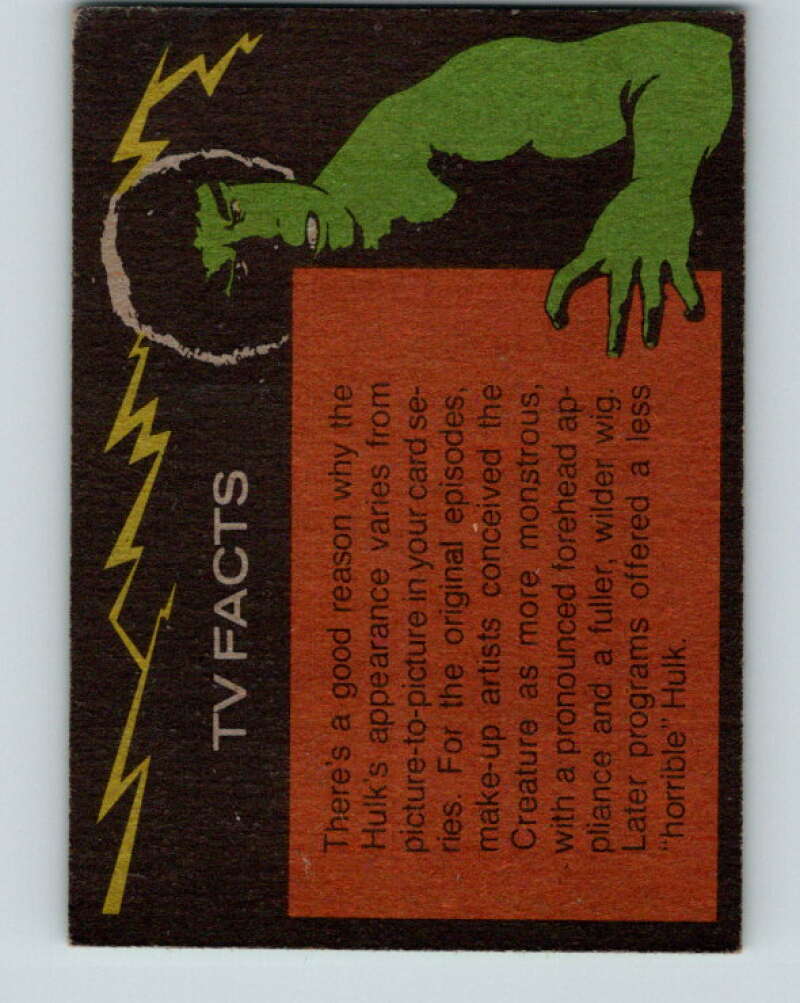 TV FACTS
There's a good reason why the
Hulk's appearance varies from
picture-to-picture in your card se-
ries. For the original episodes,
make-up artists conceived the
Creature as more monstrous,
with a pronounced forehead ap-
pliance and a fuller, wilder wig.
Later programs offered a less
"horrible" Hulk.